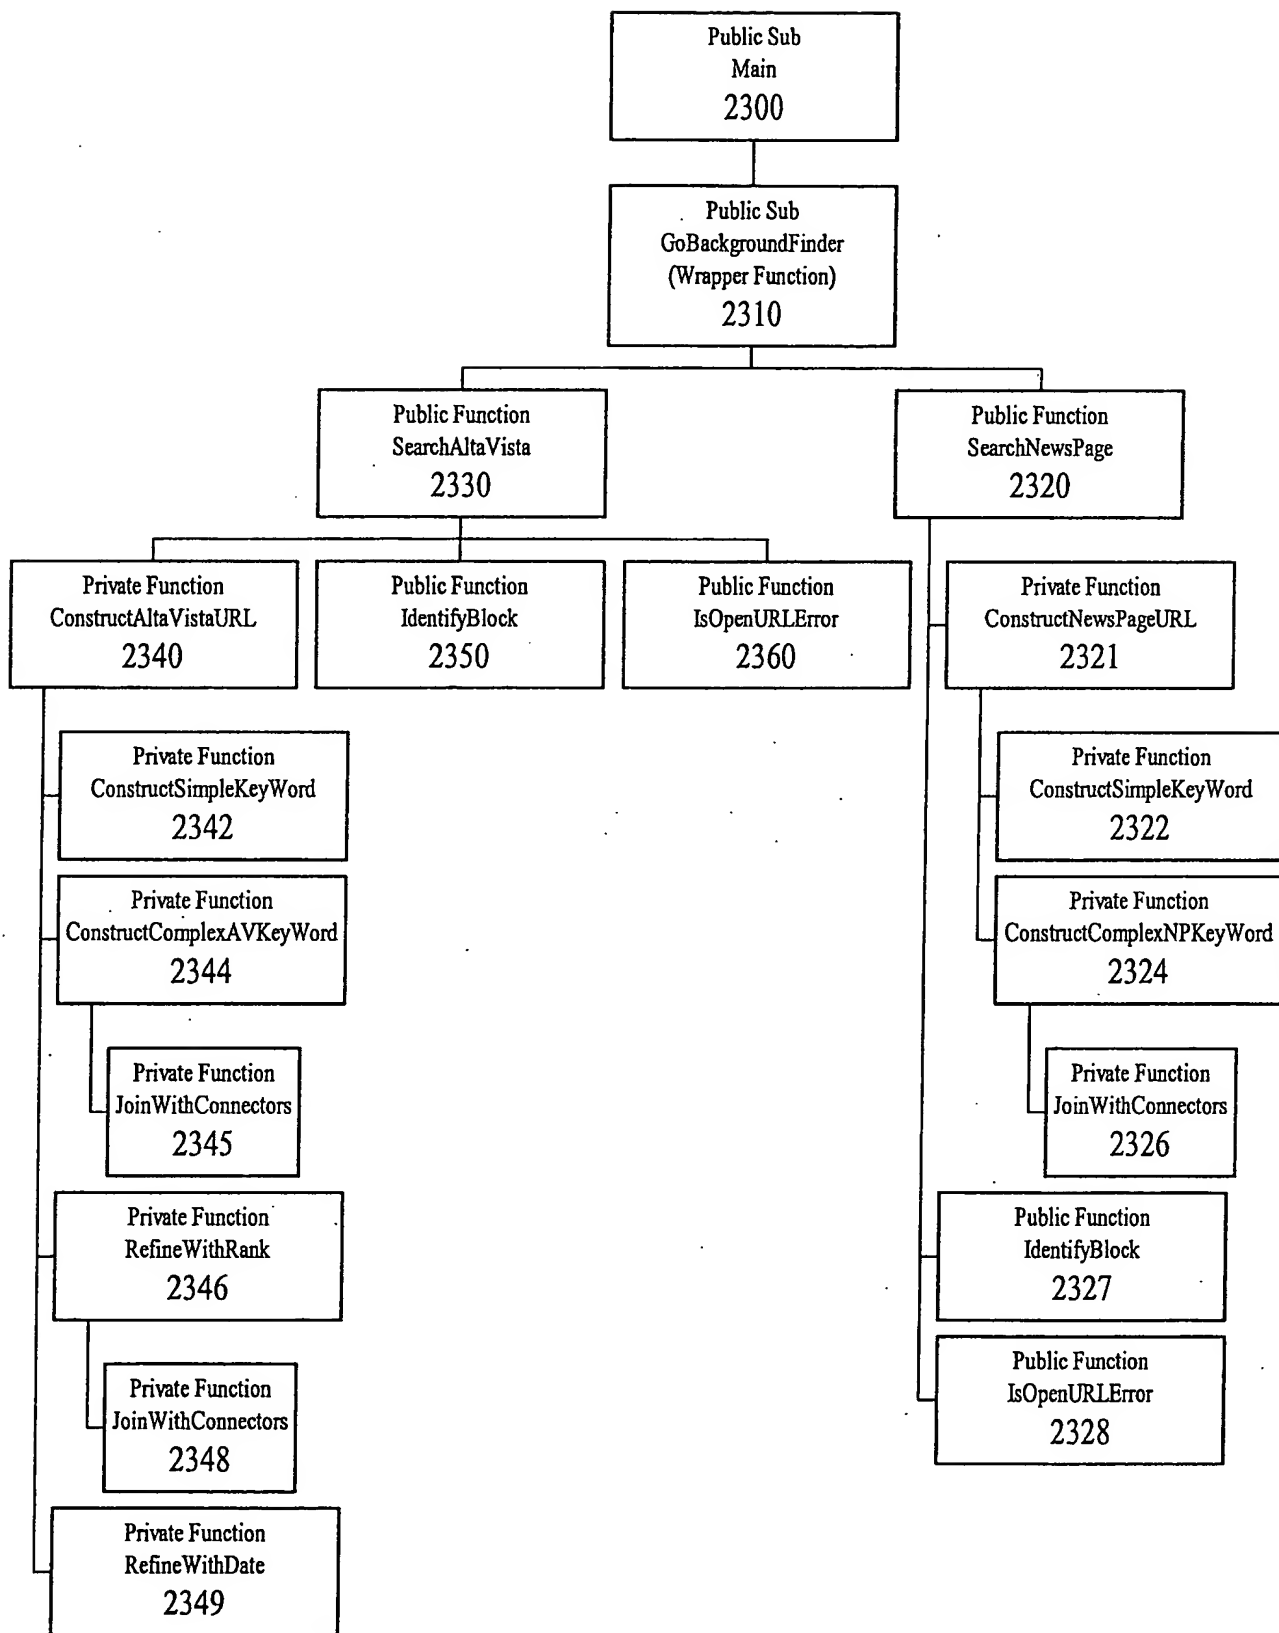 Public Sub
Main
2300
Public Sub
GoBackgroundFinder
(Wrapper Function)
2310
Public Function
SearchAltaVista
2330
Public Function
SearchNewsPage
2320
Private Function
ConstructAltaVistaURL
2340
Public Function
IdentifyBlock
2350
Public Function
IsOpenURLError
2360
Private Function
ConstructNewsPageURL
2321
Private Function
ConstructSimpleKeyWord
2342
Private Function
ConstructSimpleKeyWord
2322
Private Function
ConstructComplexAVKeyWord
2344
Private Function
ConstructComplexNPKeyWord
2324
Private Function
JoinWithConnectors
2345
Private Function
JoinWithConnectors
2326
Private Function
RefineWithRank
2346
Public Function
IdentifyBlock
2327
Private Function
JoinWithConnectors
2348
Public Function
IsOpenURLError
2328
Private Function
RefineWithDate
2349